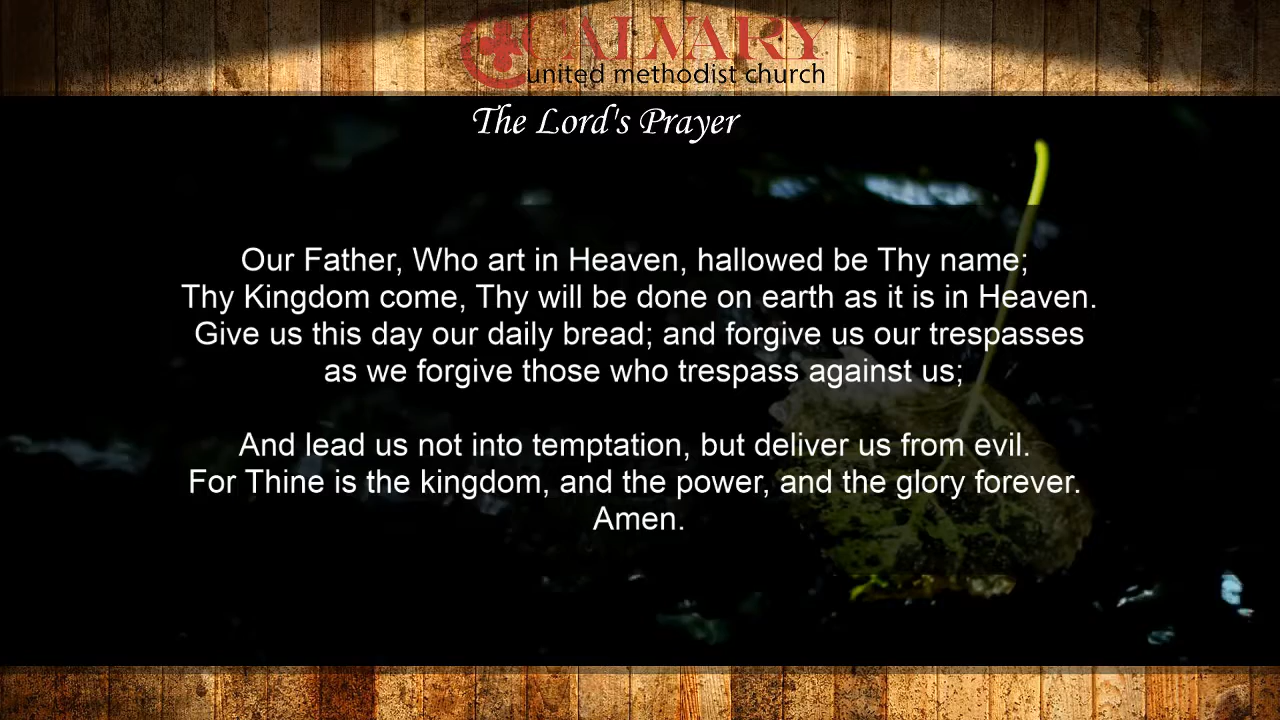 CALVARY
united methodist church
The Lord's Prayer
Our Father, Who art in Heaven, hallowed be Thy name;
Thy Kingdom come, Thy will be done on earth as it is in Heaven.
Give us this day our daily bread; and forgive us our trespasses
as we forgive those who trespass against us;
And lead us not into temptation, but deliver us from evil.
For Thine is the kingdom, and the power, and the glory forever.
Amen.